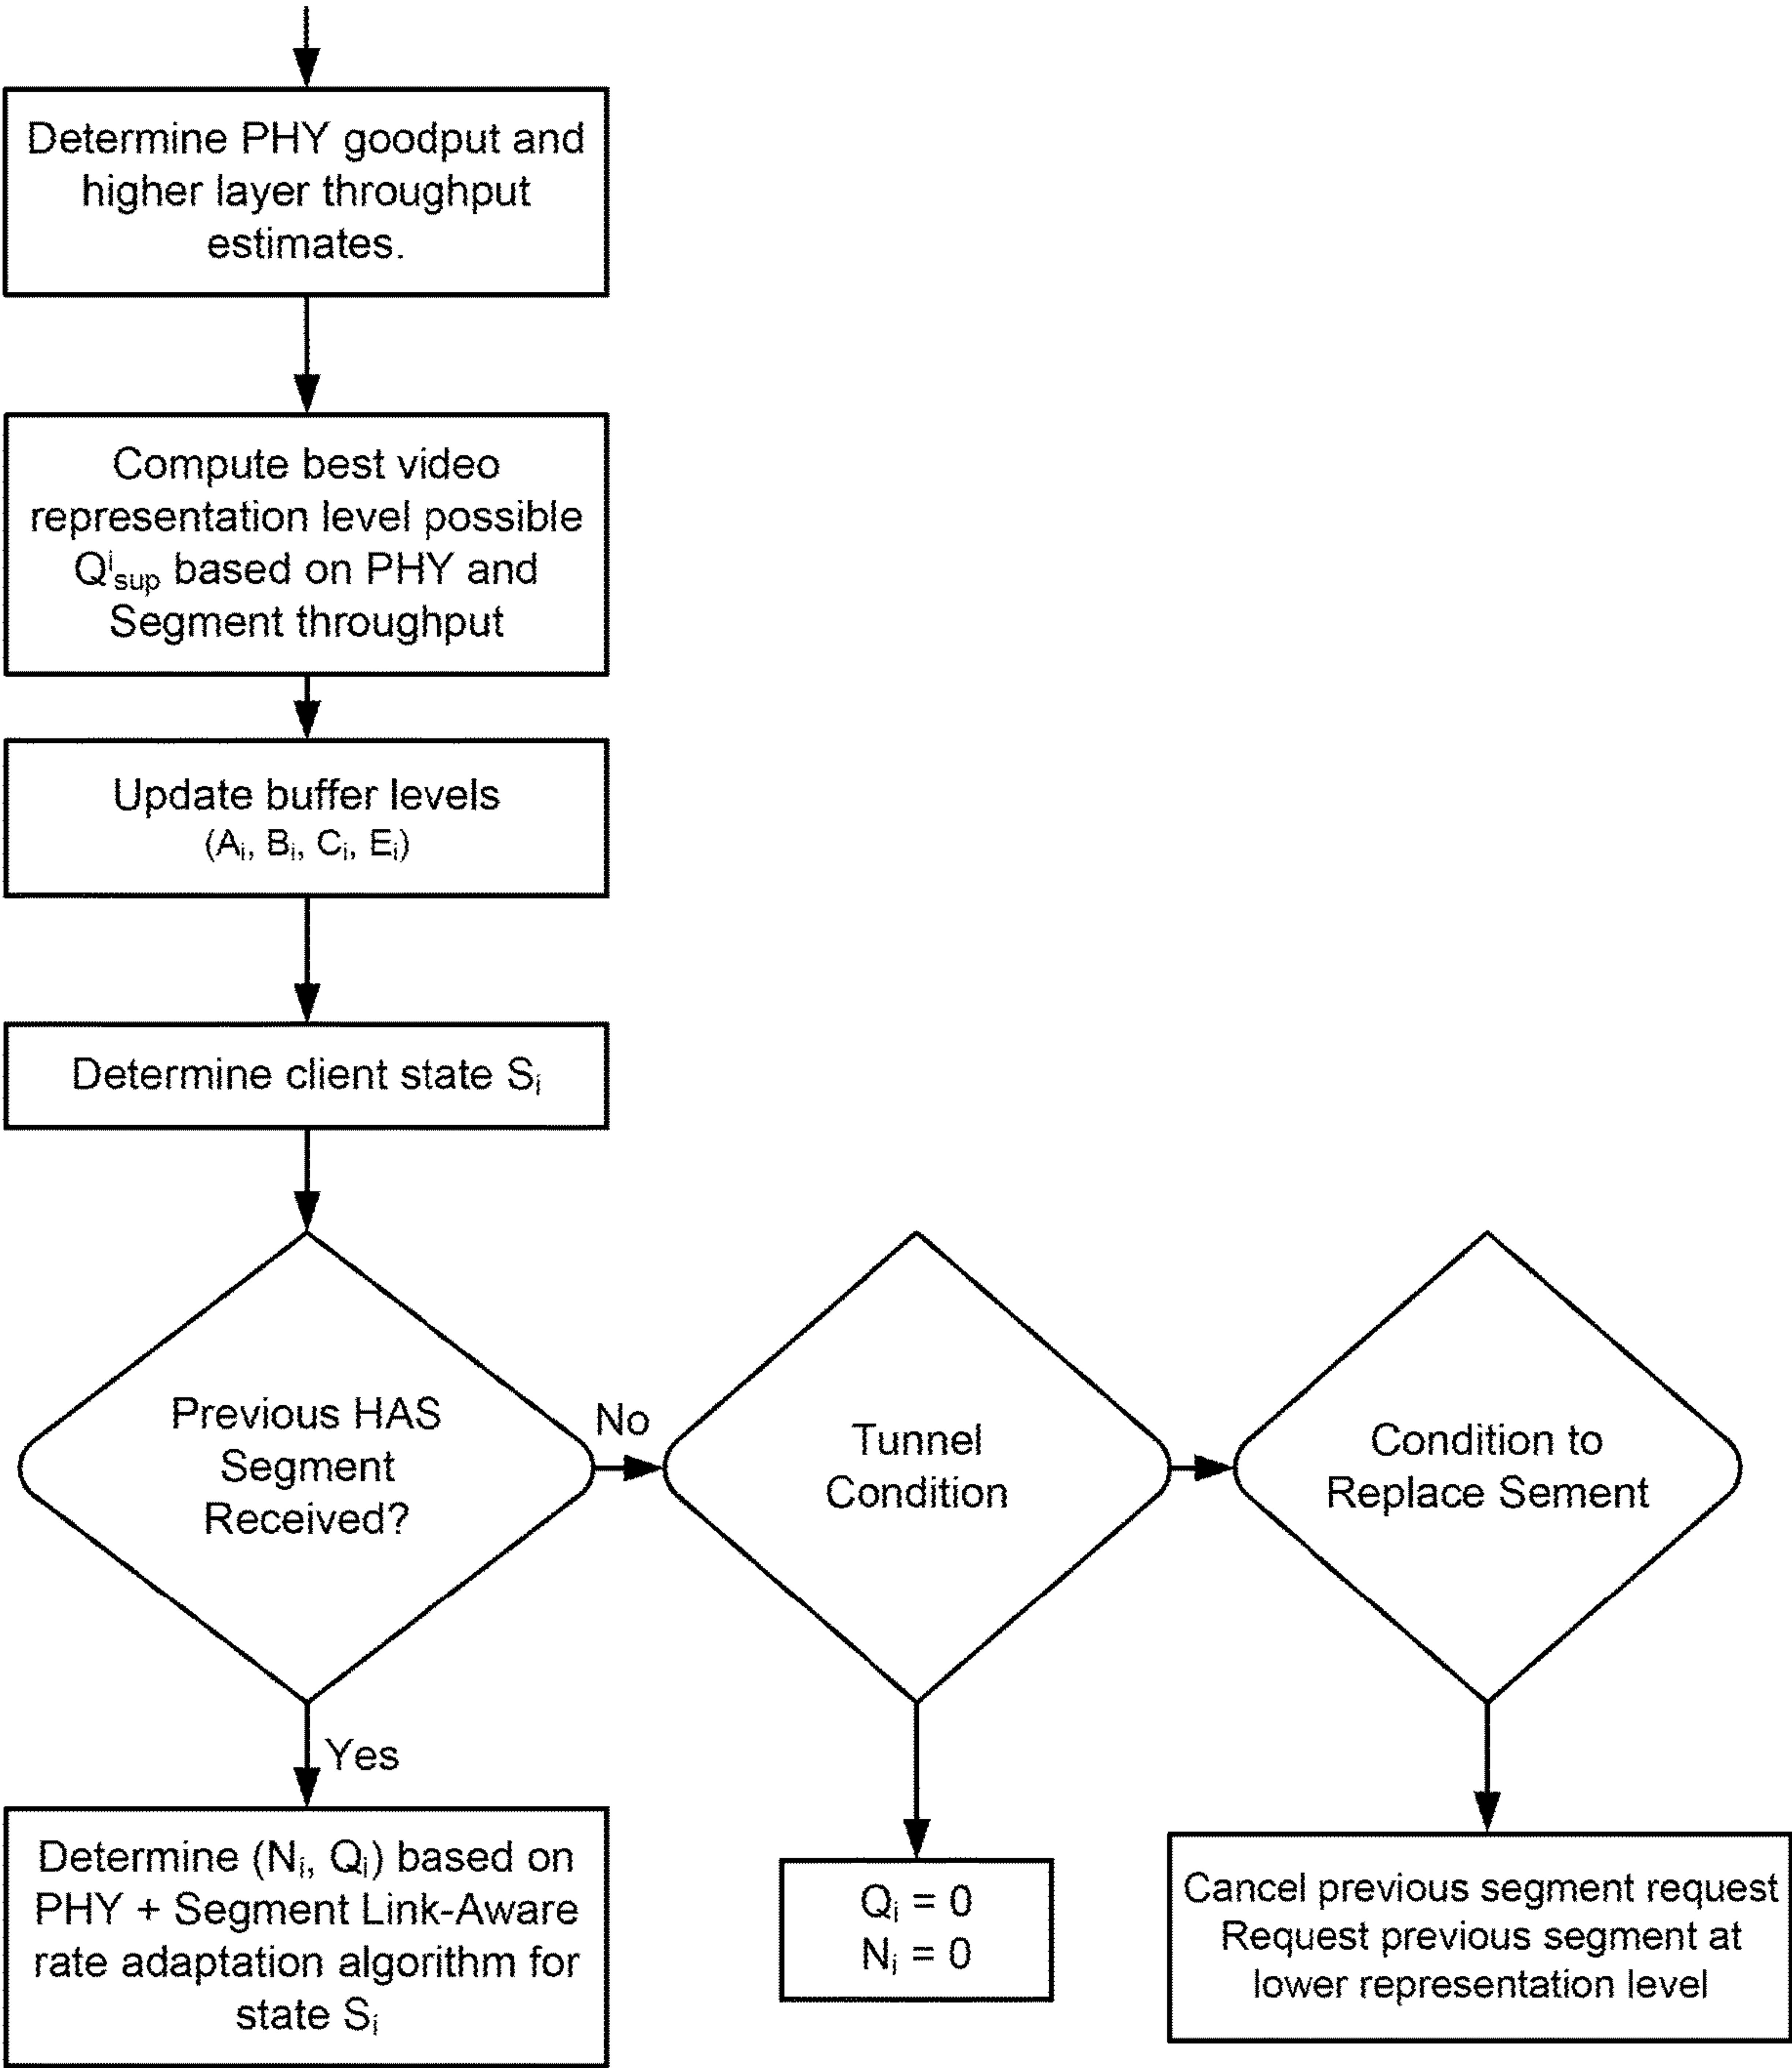 Determine PHY goodput and
higher layer throughput
estimates.
Compute best video
representation level possible
Qⁱsup based on PHY and
Segment throughput
Update buffer levels
(Aᵢ, Bᵢ, Cᵢ, Eᵢ)
Determine client state Sᵢ
Previous HAS
Segment
Received?
No
Tunnel
Condition
Condition to
Replace Sement
Yes
Determine (Nᵢ, Qᵢ) based on
PHY + Segment Link-Aware
rate adaptation algorithm for
state Sᵢ
Qᵢ = 0
Nᵢ = 0
Cancel previous segment request
Request previous segment at
lower representation level